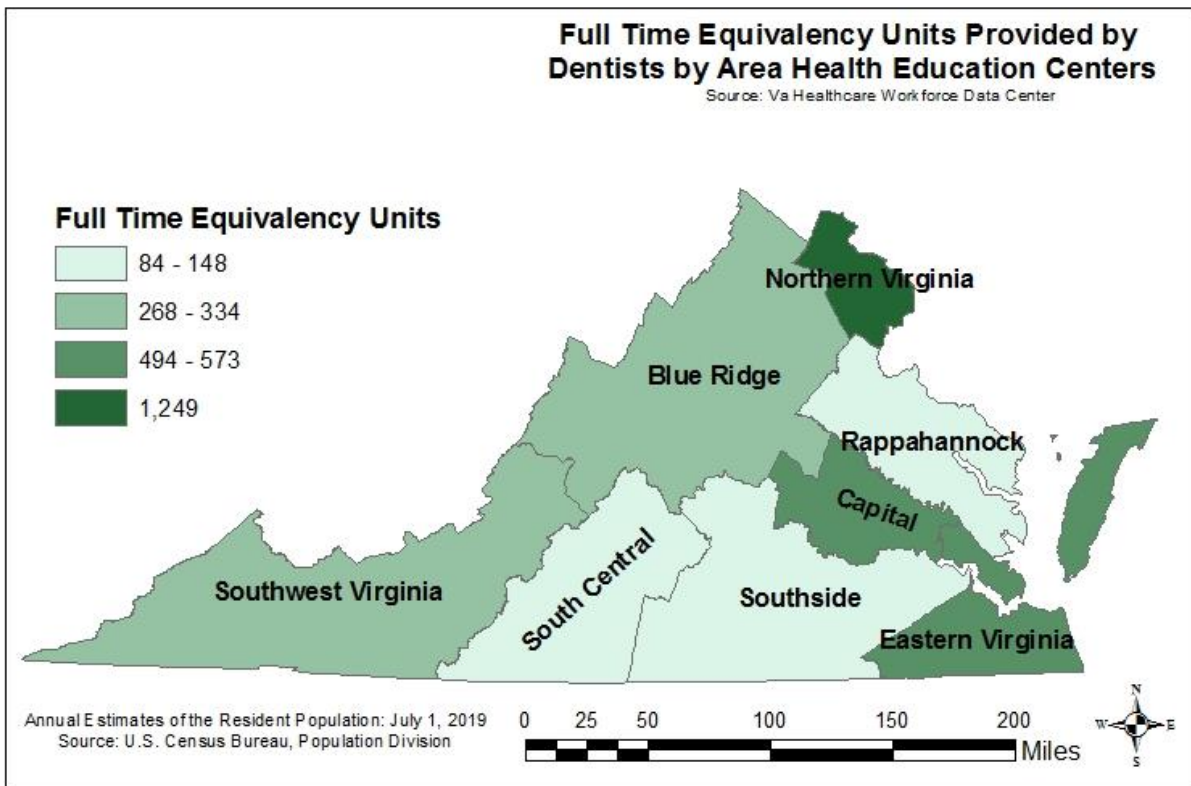 Full Time Equivalency Units Provided by
Dentists by Area Health Education Centers
Source: Va Healthcare Workforce Data Center
Full Time Equivalency Units
84 - 148
268 - 334
494 - 573
1,249
Northern Virginia
Blue Ridge
Rappahannock
Capital
Southwest Virginia
South Central
Southside
Eastern Virginia
Annual Estimates of the Resident Population: July 1, 2019
Source: U.S. Census Bureau, Population Division
0 25 50 100 150 200
Miles
N
W E
S